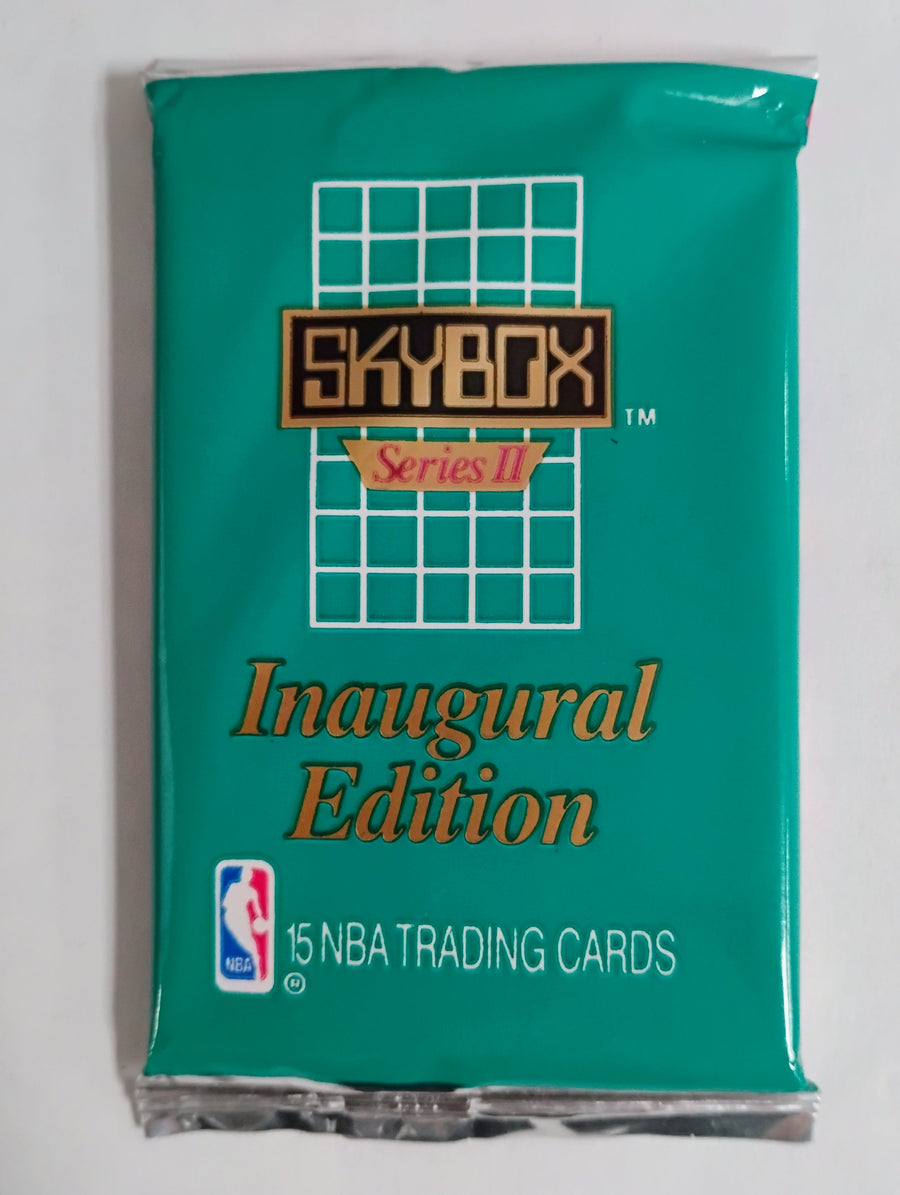 SKYBOX
TM
Series II
Inaugural
Edition
NBA
®
15 NBA TRADING CARDS